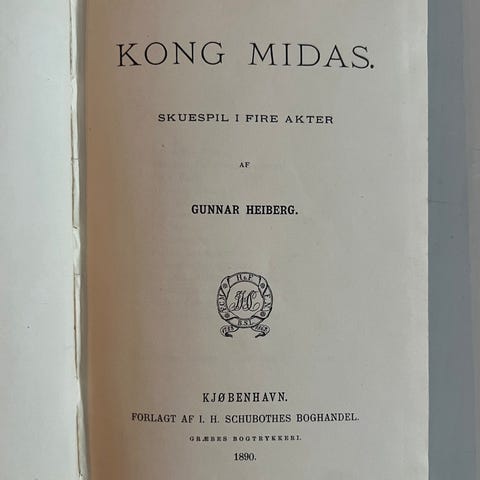 KONG MIDAS.
SKUESPIL I FIRE AKTER
AF
GUNNAR HEIBERG.
H&F
B.S.L.
KJØBENHAVN.
FORLAGT AF I. H. SCHUBOTHES BOGHANDEL.
GRÆBES BOGTRYKKERI.
1890.